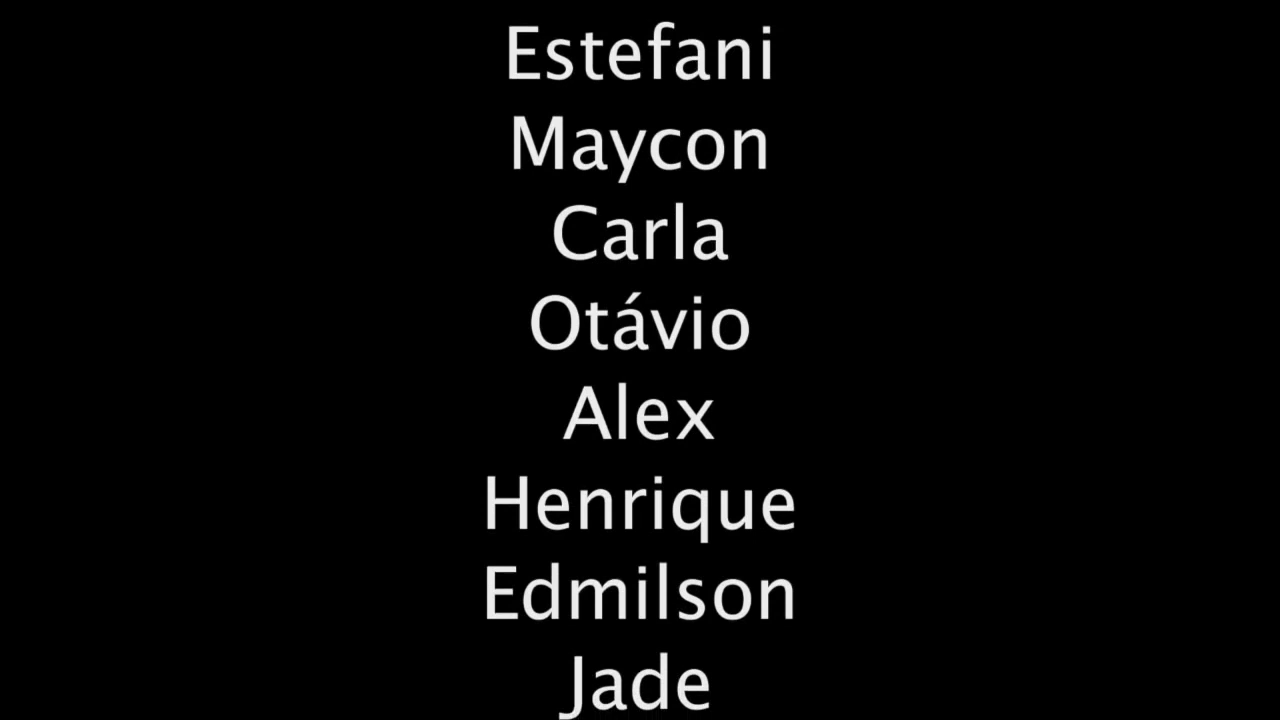 Estefani
Maycon
Carla
Otávio
Alex
Henrique
Edmilson
Jade